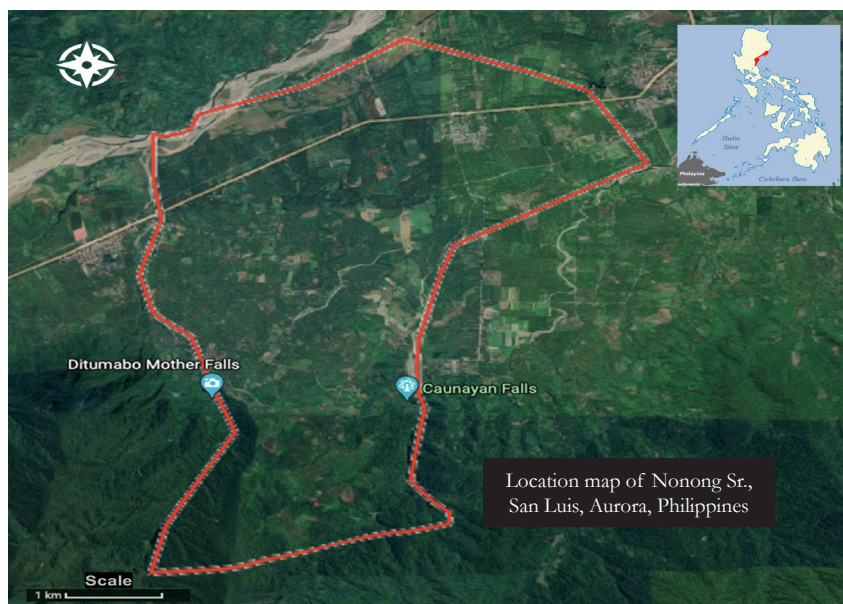 Sulu
Sea
Malaysia
Indonesia
Celebes Sea
Ditumabo Mother Falls
Caunayan Falls
Location map of Nonong Sr.,
San Luis, Aurora, Philippines
Scale
1 km